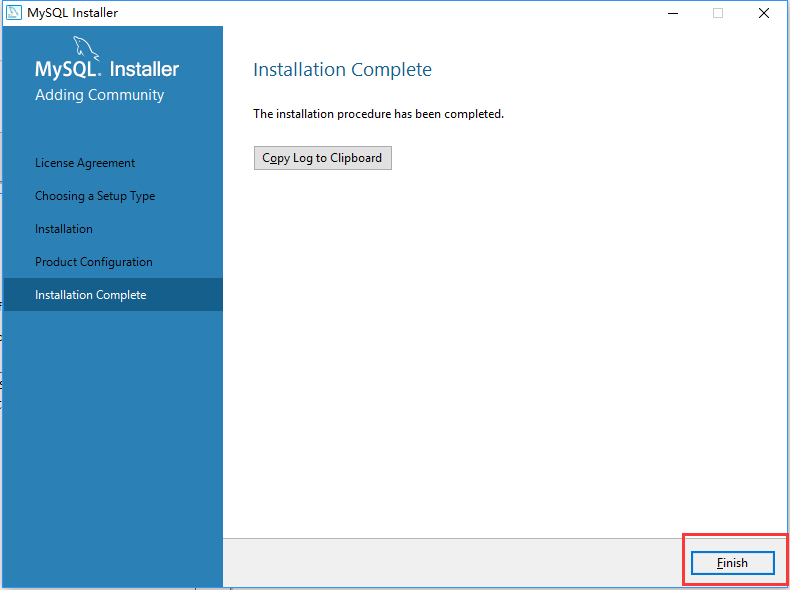 MySQL Installer
MySQL. Installer
Adding Community
License Agreement
Choosing a Setup Type
Installation
Product Configuration
Installation Complete
Installation Complete
The installation procedure has been completed.
Copy Log to Clipboard
Finish